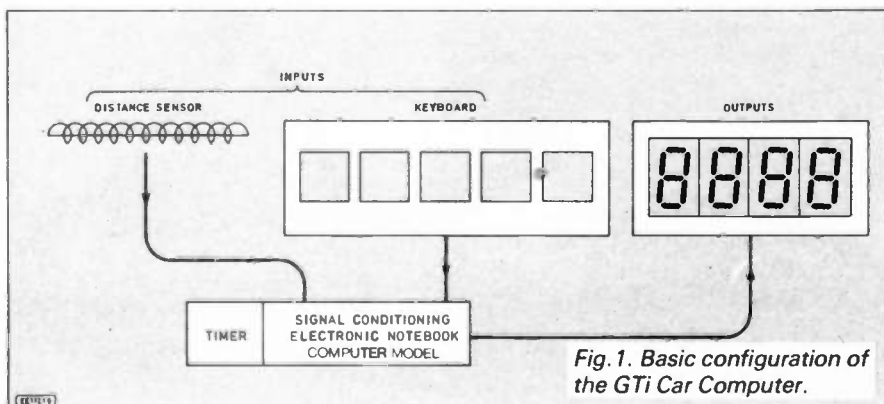 INPUTS
DISTANCE SENSOR
KEYBOARD
OUTPUTS
8888
TIMER
SIGNAL CONDITIONING
ELECTRONIC NOTEBOOK
COMPUTER MODEL
Fig.1. Basic configuration of
the GTi Car Computer.